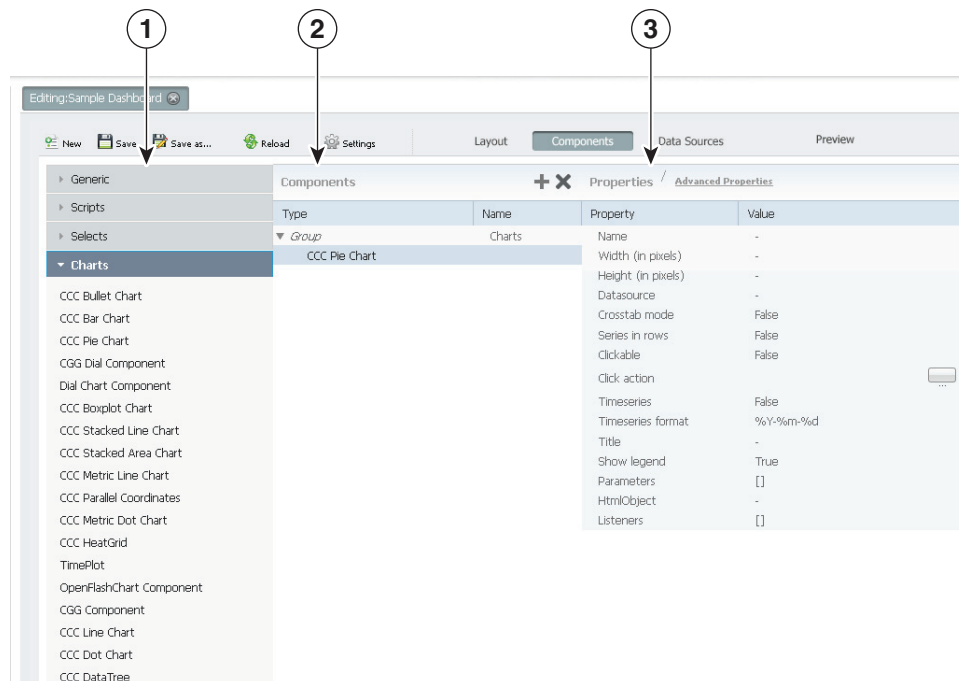 1 2 3
Editing:Sample Dashboard
New Save Save as... Reload Settings Layout Components Data Sources Preview
Generic
Scripts
Selects
Charts
CCC Bullet Chart
CCC Bar Chart
CCC Pie Chart
CGG Dial Component
Dial Chart Component
CCC Boxplot Chart
CCC Stacked Line Chart
CCC Stacked Area Chart
CCC Metric Line Chart
CCC Parallel Coordinates
CCC Metric Dot Chart
CCC HeatGrid
TimePlot
OpenFlashChart Component
CGG Component
CCC Line Chart
CCC Dot Chart
CCC DataTree
Components
Type Name
Group Charts
CCC Pie Chart
Properties / Advanced Properties
Property Value
Name -
Width (in pixels) -
Height (in pixels) -
Datasource -
Crosstab mode False
Series in rows False
Clickable False
Click action ...
Timeseries False
Timeseries format %Y-%m-%d
Title -
Show legend True
Parameters []
HtmlObject -
Listeners []